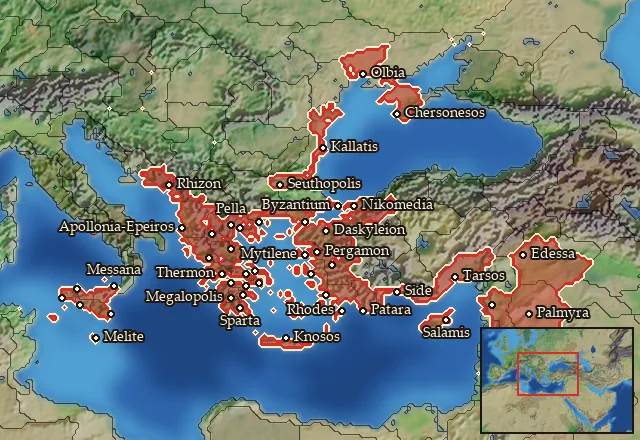 Olbia
Chersonesos
Kallatis
Rhizon
Seuthopolis
Pella
Byzantium
Nikomedia
Apollonia-Epeiros
Daskyleion
Mytilene
Pergamon
Edessa
Messana
Thermon
Tarsos
Megalopolis
Side
Rhodes
Patara
Palmyra
Sparta
Salamis
Melite
Knosos